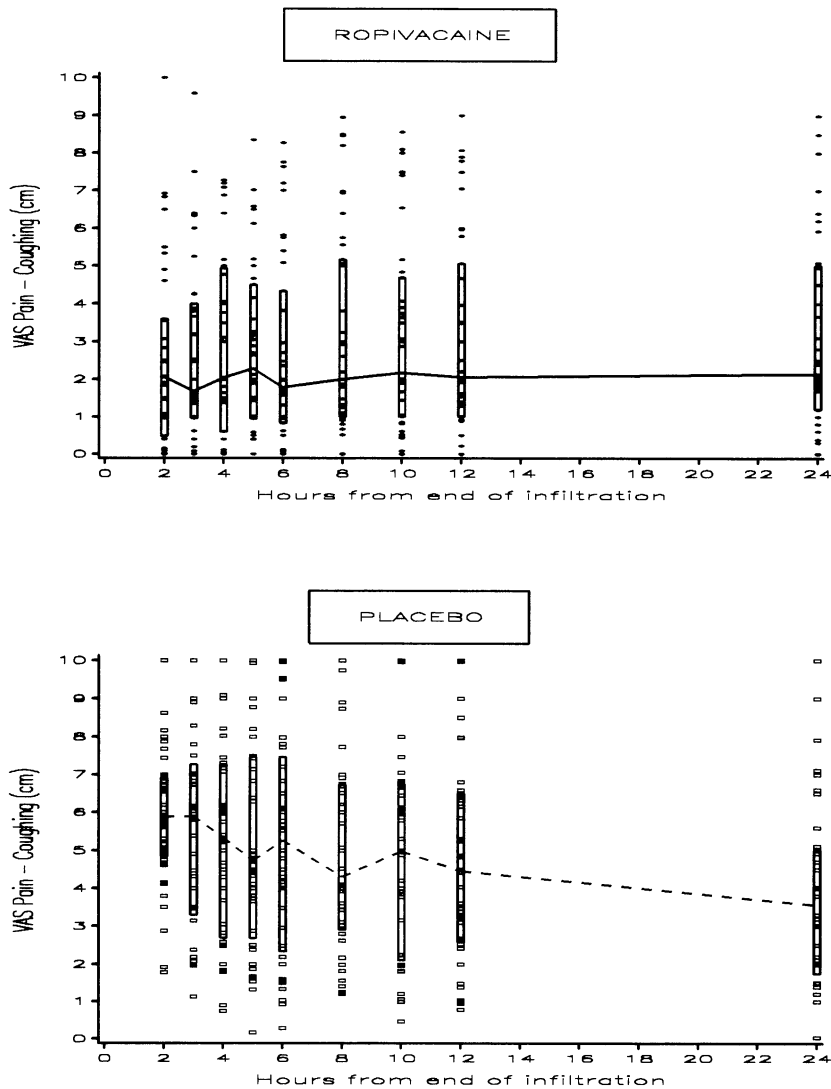 ROPIVACAINE
VAS Pain - Coughing (cm)
10
9
8
7
6
5
4
3
2
1
0
0 2 4 6 8 10 12 14 16 18 20 22 24
Hours from end of infiltration
PLACEBO
VAS Pain - Coughing (cm)
10
9
8
7
6
5
4
3
2
1
0
0 2 4 6 8 10 12 14 16 18 20 22 24
Hours from end of infiltration